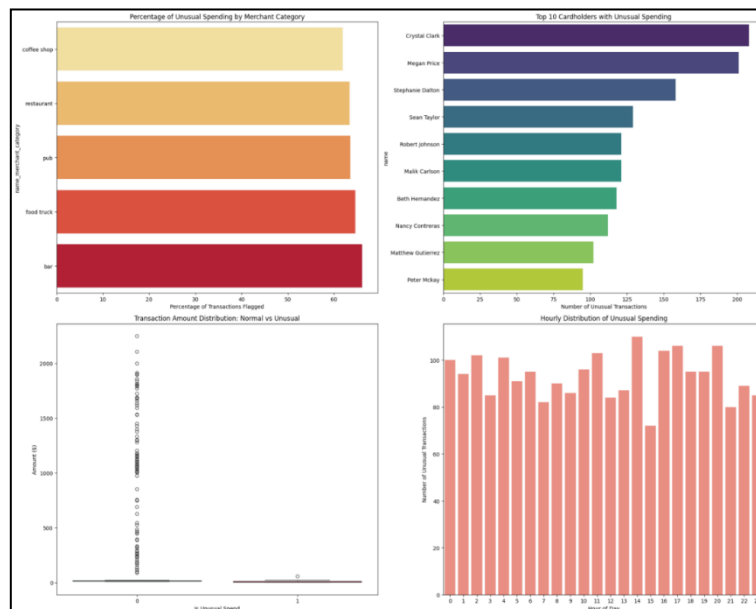 Percentage of Unusual Spending by Merchant Category
name_merchant_category
coffee shop
restaurant
pub
food truck
bar
0 10 20 30 40 50 60
Percentage of Transactions Flagged
Top 10 Cardholders with Unusual Spending
name
Crystal Clark
Megan Price
Stephanie Dalton
Sean Taylor
Robert Johnson
Malik Carlson
Beth Hernandez
Nancy Contreras
Matthew Gutierrez
Peter Mckay
0 25 50 75 100 125 150 175 200
Number of Unusual Transactions
Transaction Amount Distribution: Normal vs Unusual
Amount ($)
2000
1500
1000
500
0
0 1
Is Unusual Spend
Hourly Distribution of Unusual Spending
Number of Unusual Transactions
100
80
60
40
20
0
0 1 2 3 4 5 6 7 8 9 10 11 12 13 14 15 16 17 18 19 20 21 22
Hour of Day